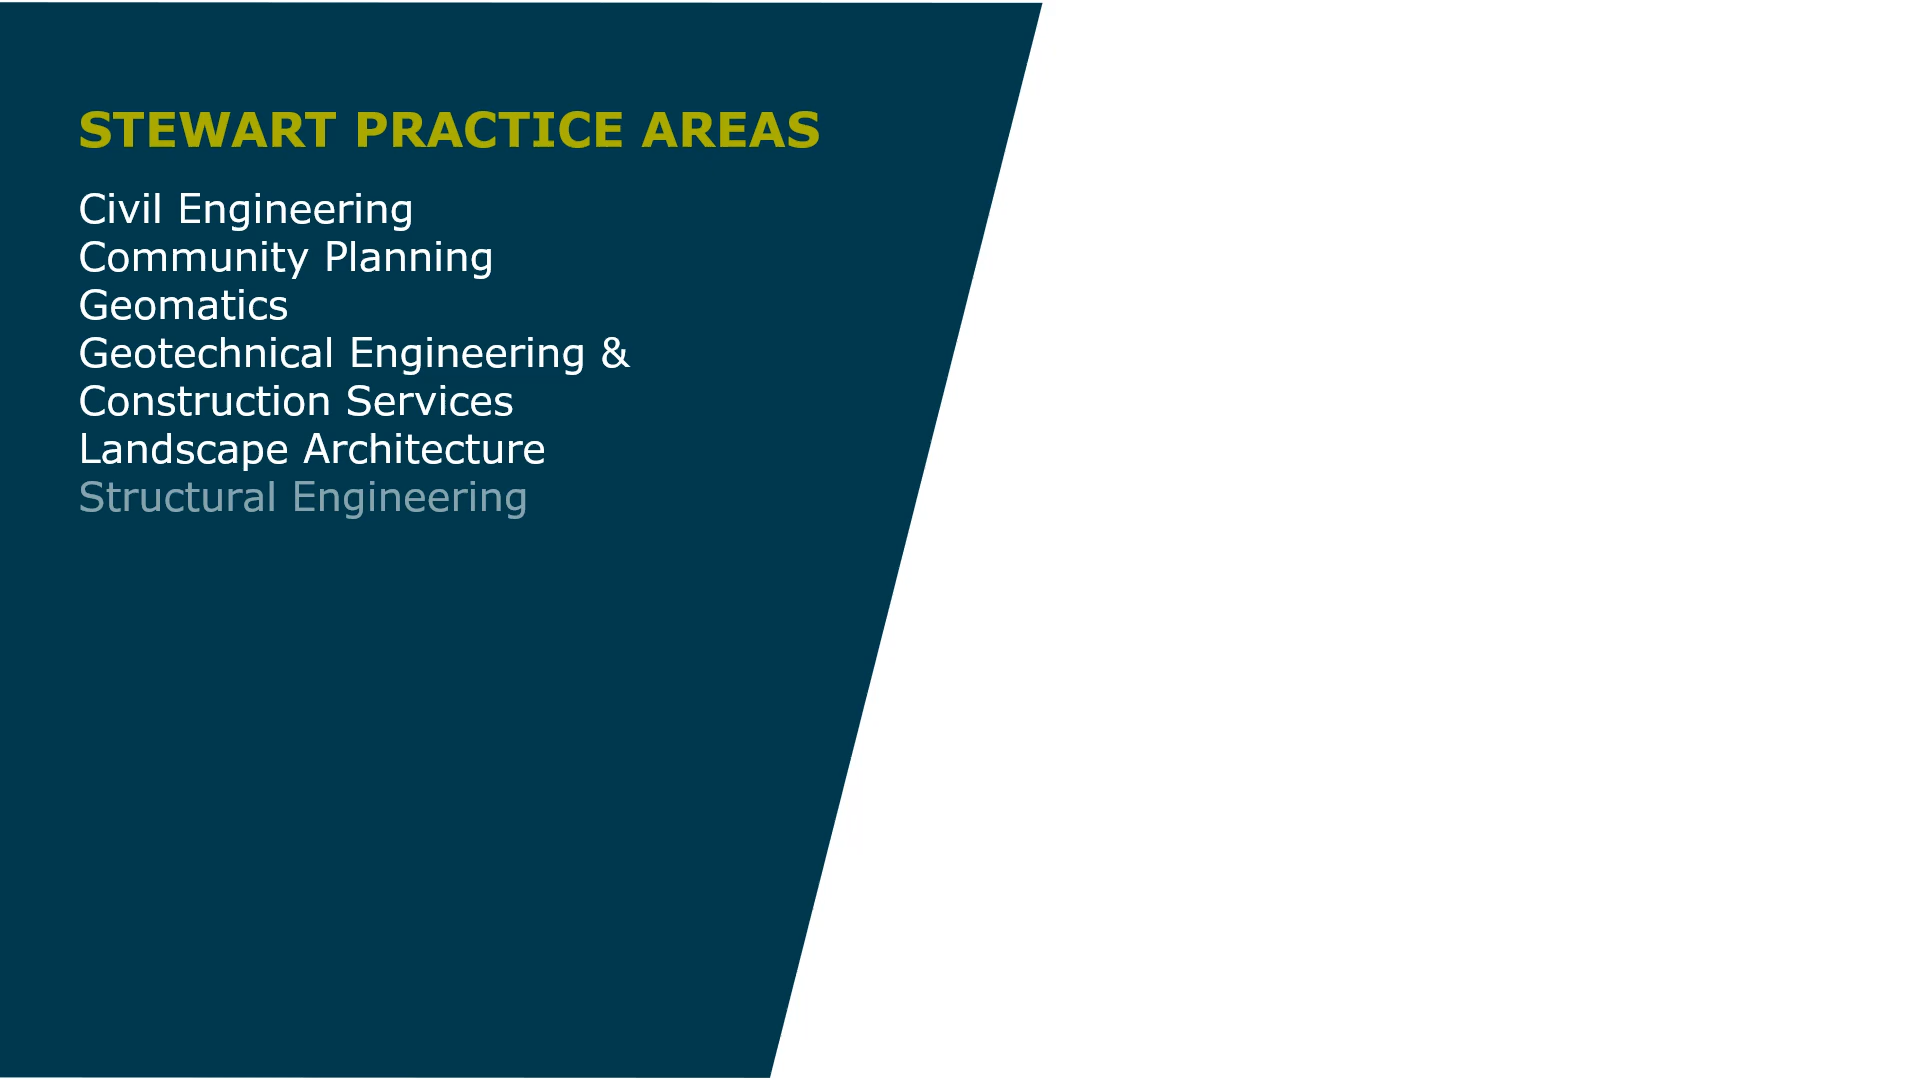 STEWART PRACTICE AREAS
Civil Engineering
Community Planning
Geomatics
Geotechnical Engineering &
Construction Services
Landscape Architecture
Structural Engineering